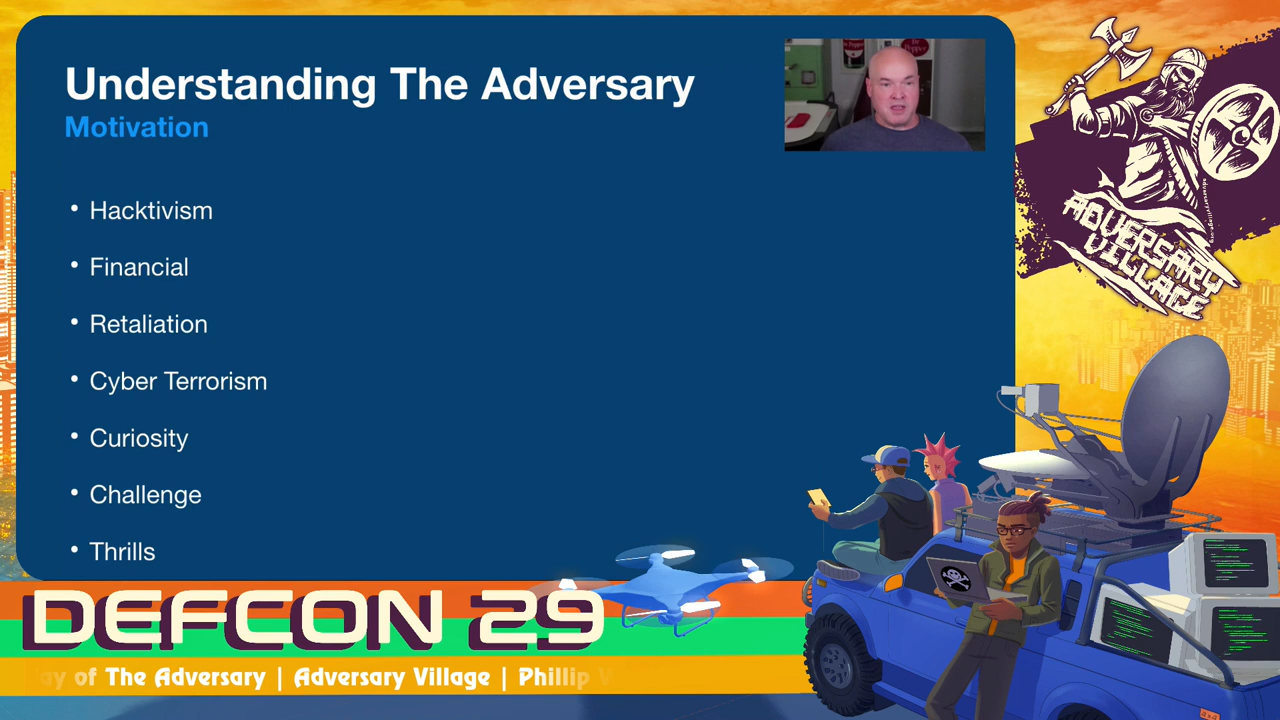 Understanding The Adversary
Motivation
• Hacktivism
• Financial
• Retaliation
• Cyber Terrorism
• Curiosity
• Challenge
• Thrills
ADVERSARY
VILLAGE
DEFCON 29
ay of The Adversary | Adversary Village | Phillip W